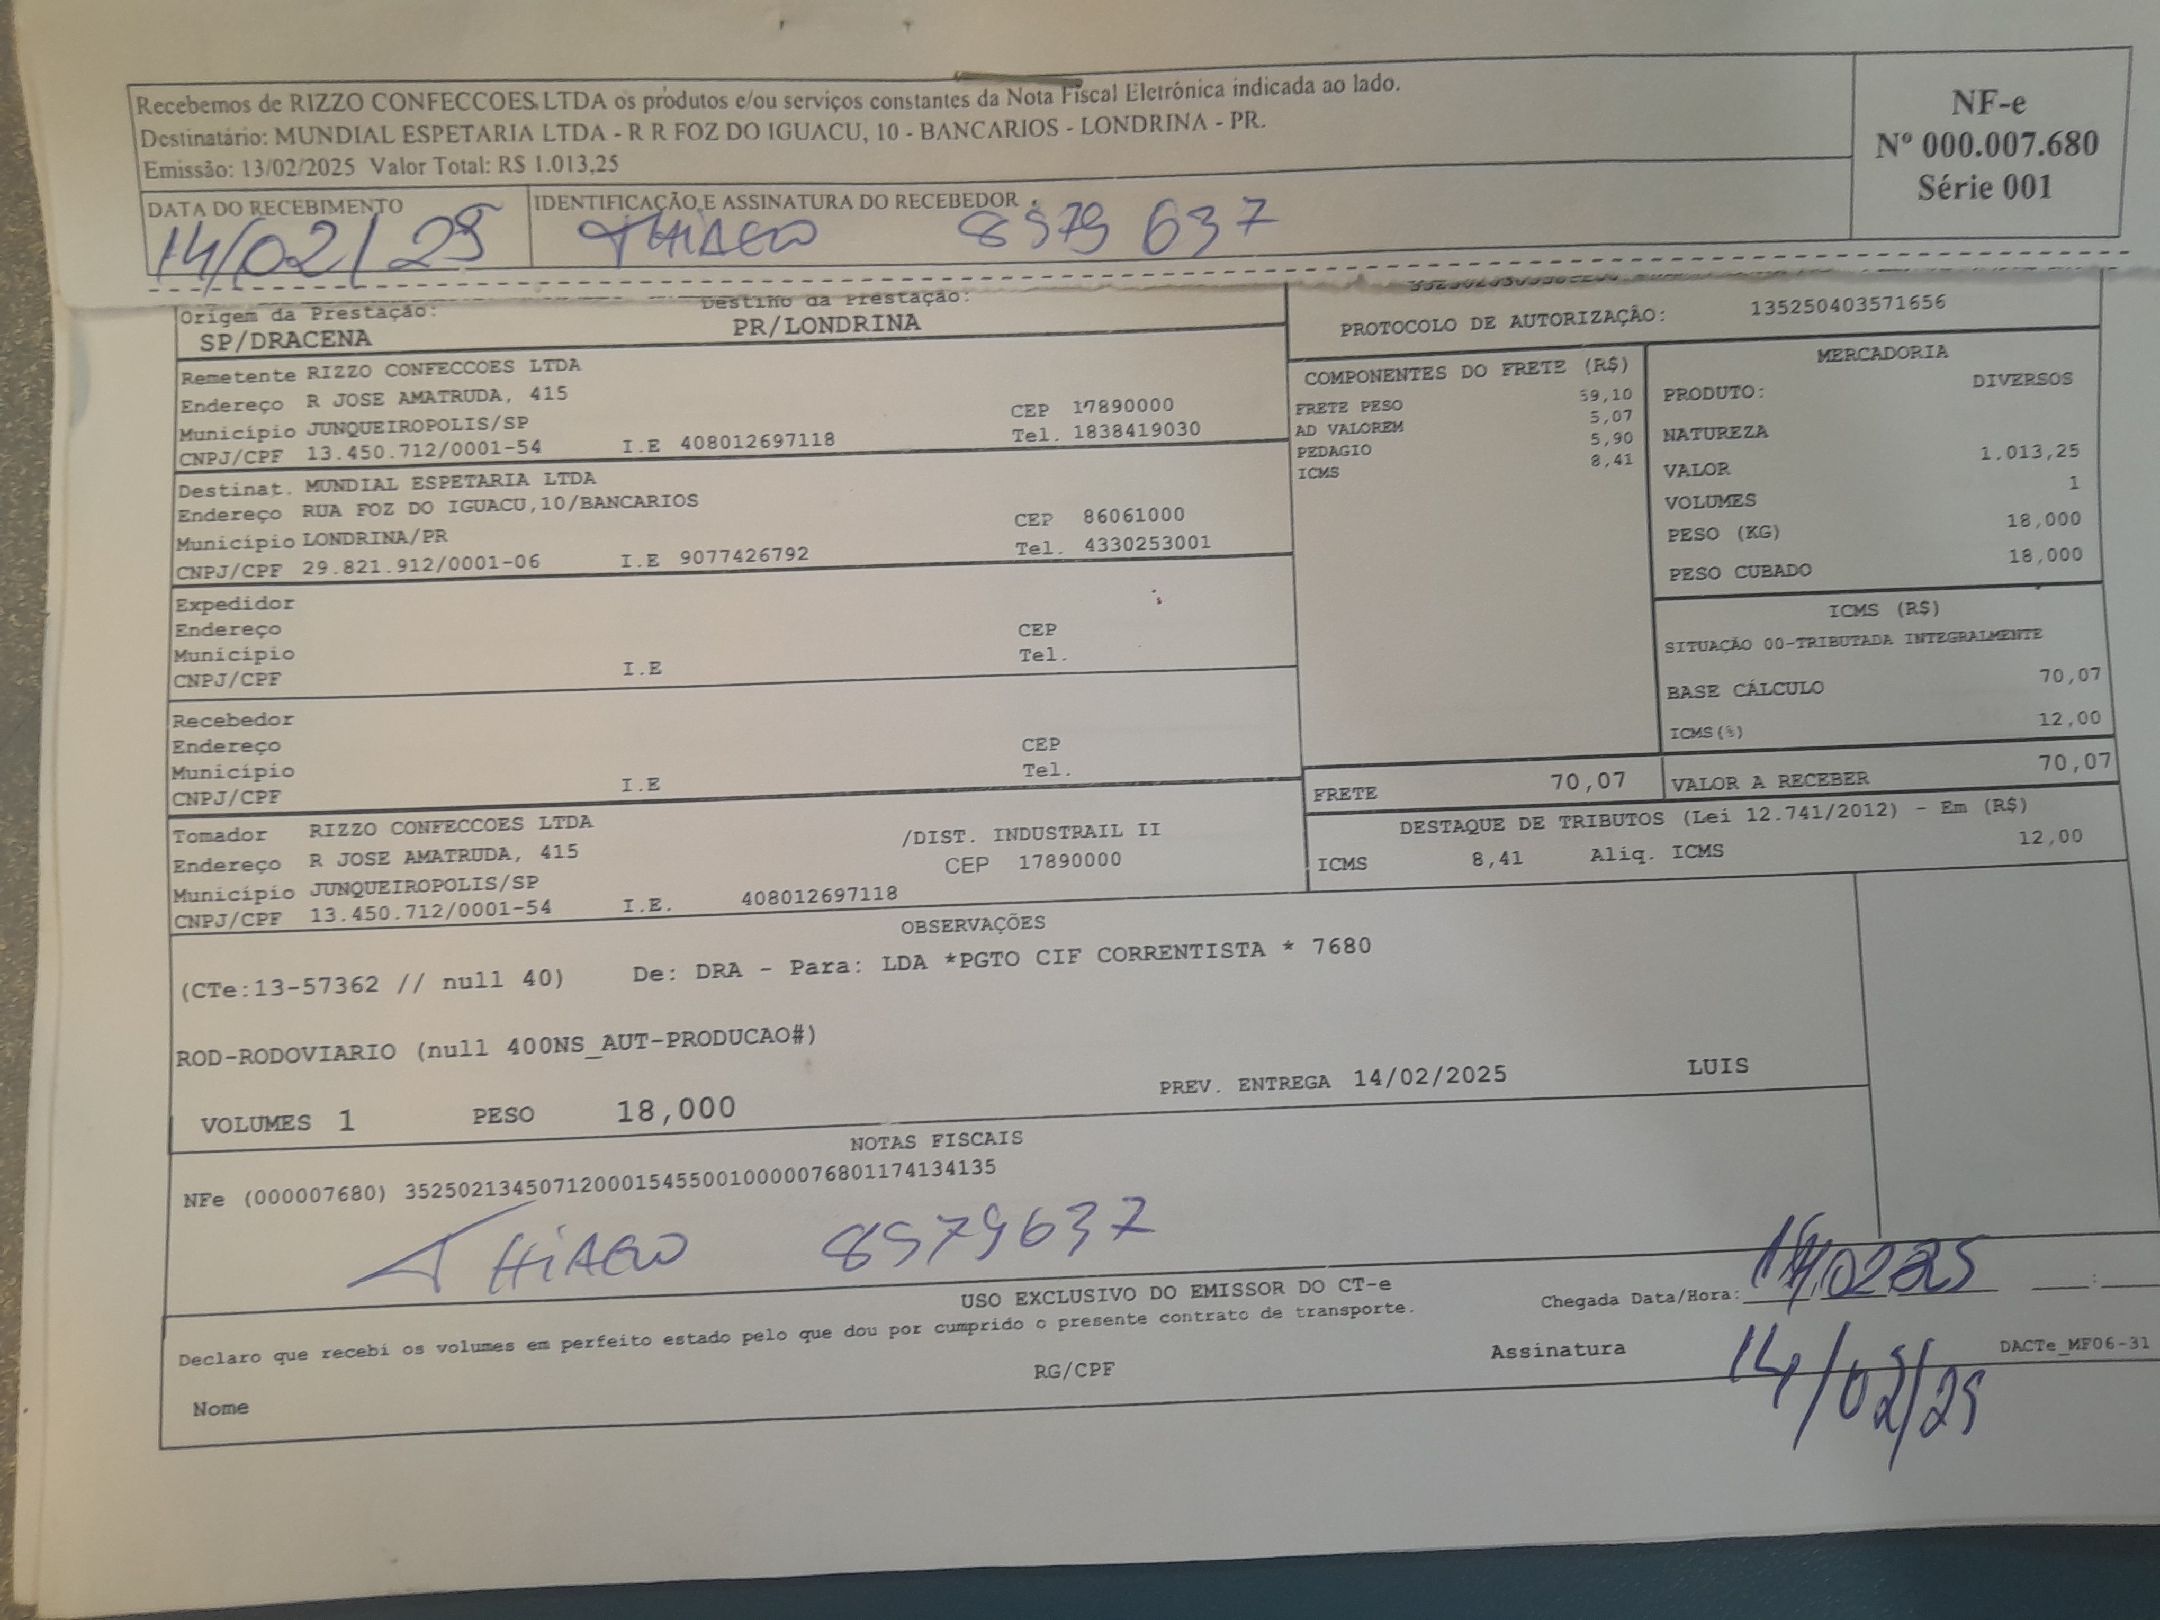 Recebemos de RIZZO CONFECCOES LTDA os produtos e/ou serviços constantes da Nota Fiscal Eletrônica indicada ao lado.
Destinatário: MUNDIAL ESPETARIA LTDA - R R FOZ DO IGUACU, 10 - BANCARIOS - LONDRINA - PR.
Emissão: 13/02/2025 Valor Total: R$ 1.013,25
NF-e
Nº 000.007.680
Série 001
DATA DO RECEBIMENTO
14/02/25
IDENTIFICAÇÃO E ASSINATURA DO RECEBEDOR
THIAGO 8579 637
Origem da Prestação: Destino da Prestação:
SP/DRACENA PR/LONDRINA
PROTOCOLO DE AUTORIZAÇÃO: 135250403571656
Remetente RIZZO CONFECCOES LTDA
Endereço R JOSE AMATRUDA, 415 CEP 17890000
Município JUNQUEIROPOLIS/SP Tel. 1838419030
CNPJ/CPF 13.450.712/0001-54 I.E 408012697118
Destinat. MUNDIAL ESPETARIA LTDA
Endereço RUA FOZ DO IGUACU,10/BANCARIOS CEP 86061000
Município LONDRINA/PR Tel. 4330253001
CNPJ/CPF 29.821.912/0001-06 I.E 9077426792
Expedidor
Endereço CEP
Município Tel.
CNPJ/CPF I.E
Recebedor
Endereço CEP
Município Tel.
CNPJ/CPF I.E
Tomador RIZZO CONFECCOES LTDA /DIST. INDUSTRAIL II
Endereço R JOSE AMATRUDA, 415 CEP 17890000
Município JUNQUEIROPOLIS/SP
CNPJ/CPF 13.450.712/0001-54 I.E. 408012697118
COMPONENTES DO FRETE (R$)
FRETE PESO 59,10
AD VALOREM 5,07
PEDAGIO 5,90
ICMS 8,41
MERCADORIA
PRODUTO: DIVERSOS
NATUREZA
VALOR 1.013,25
VOLUMES 1
PESO (KG) 18,000
PESO CUBADO 18,000
ICMS (R$)
SITUAÇÃO 00-TRIBUTADA INTEGRALMENTE
BASE CÁLCULO 70,07
ICMS(%) 12,00
FRETE 70,07 VALOR A RECEBER 70,07
DESTAQUE DE TRIBUTOS (Lei 12.741/2012) - Em (R$)
ICMS 8,41 Aliq. ICMS 12,00
OBSERVAÇÕES
(CTe:13-57362 // null 40) De: DRA - Para: LDA *PGTO CIF CORRENTISTA * 7680
ROD-RODOVIARIO (null 400NS_AUT-PRODUCAO#)
PREV. ENTREGA 14/02/2025 LUIS
VOLUMES 1 PESO 18,000
NOTAS FISCAIS
NFe (000007680) 35250213450712000154550010000076801174134135
THIAGO 8579637
USO EXCLUSIVO DO EMISSOR DO CT-e
Chegada Data/Hora: 14/02/25
Declaro que recebi os volumes em perfeito estado pelo que dou por cumprido o presente contrato de transporte.
Nome RG/CPF Assinatura 14/02/25
DACTe_MF06-31